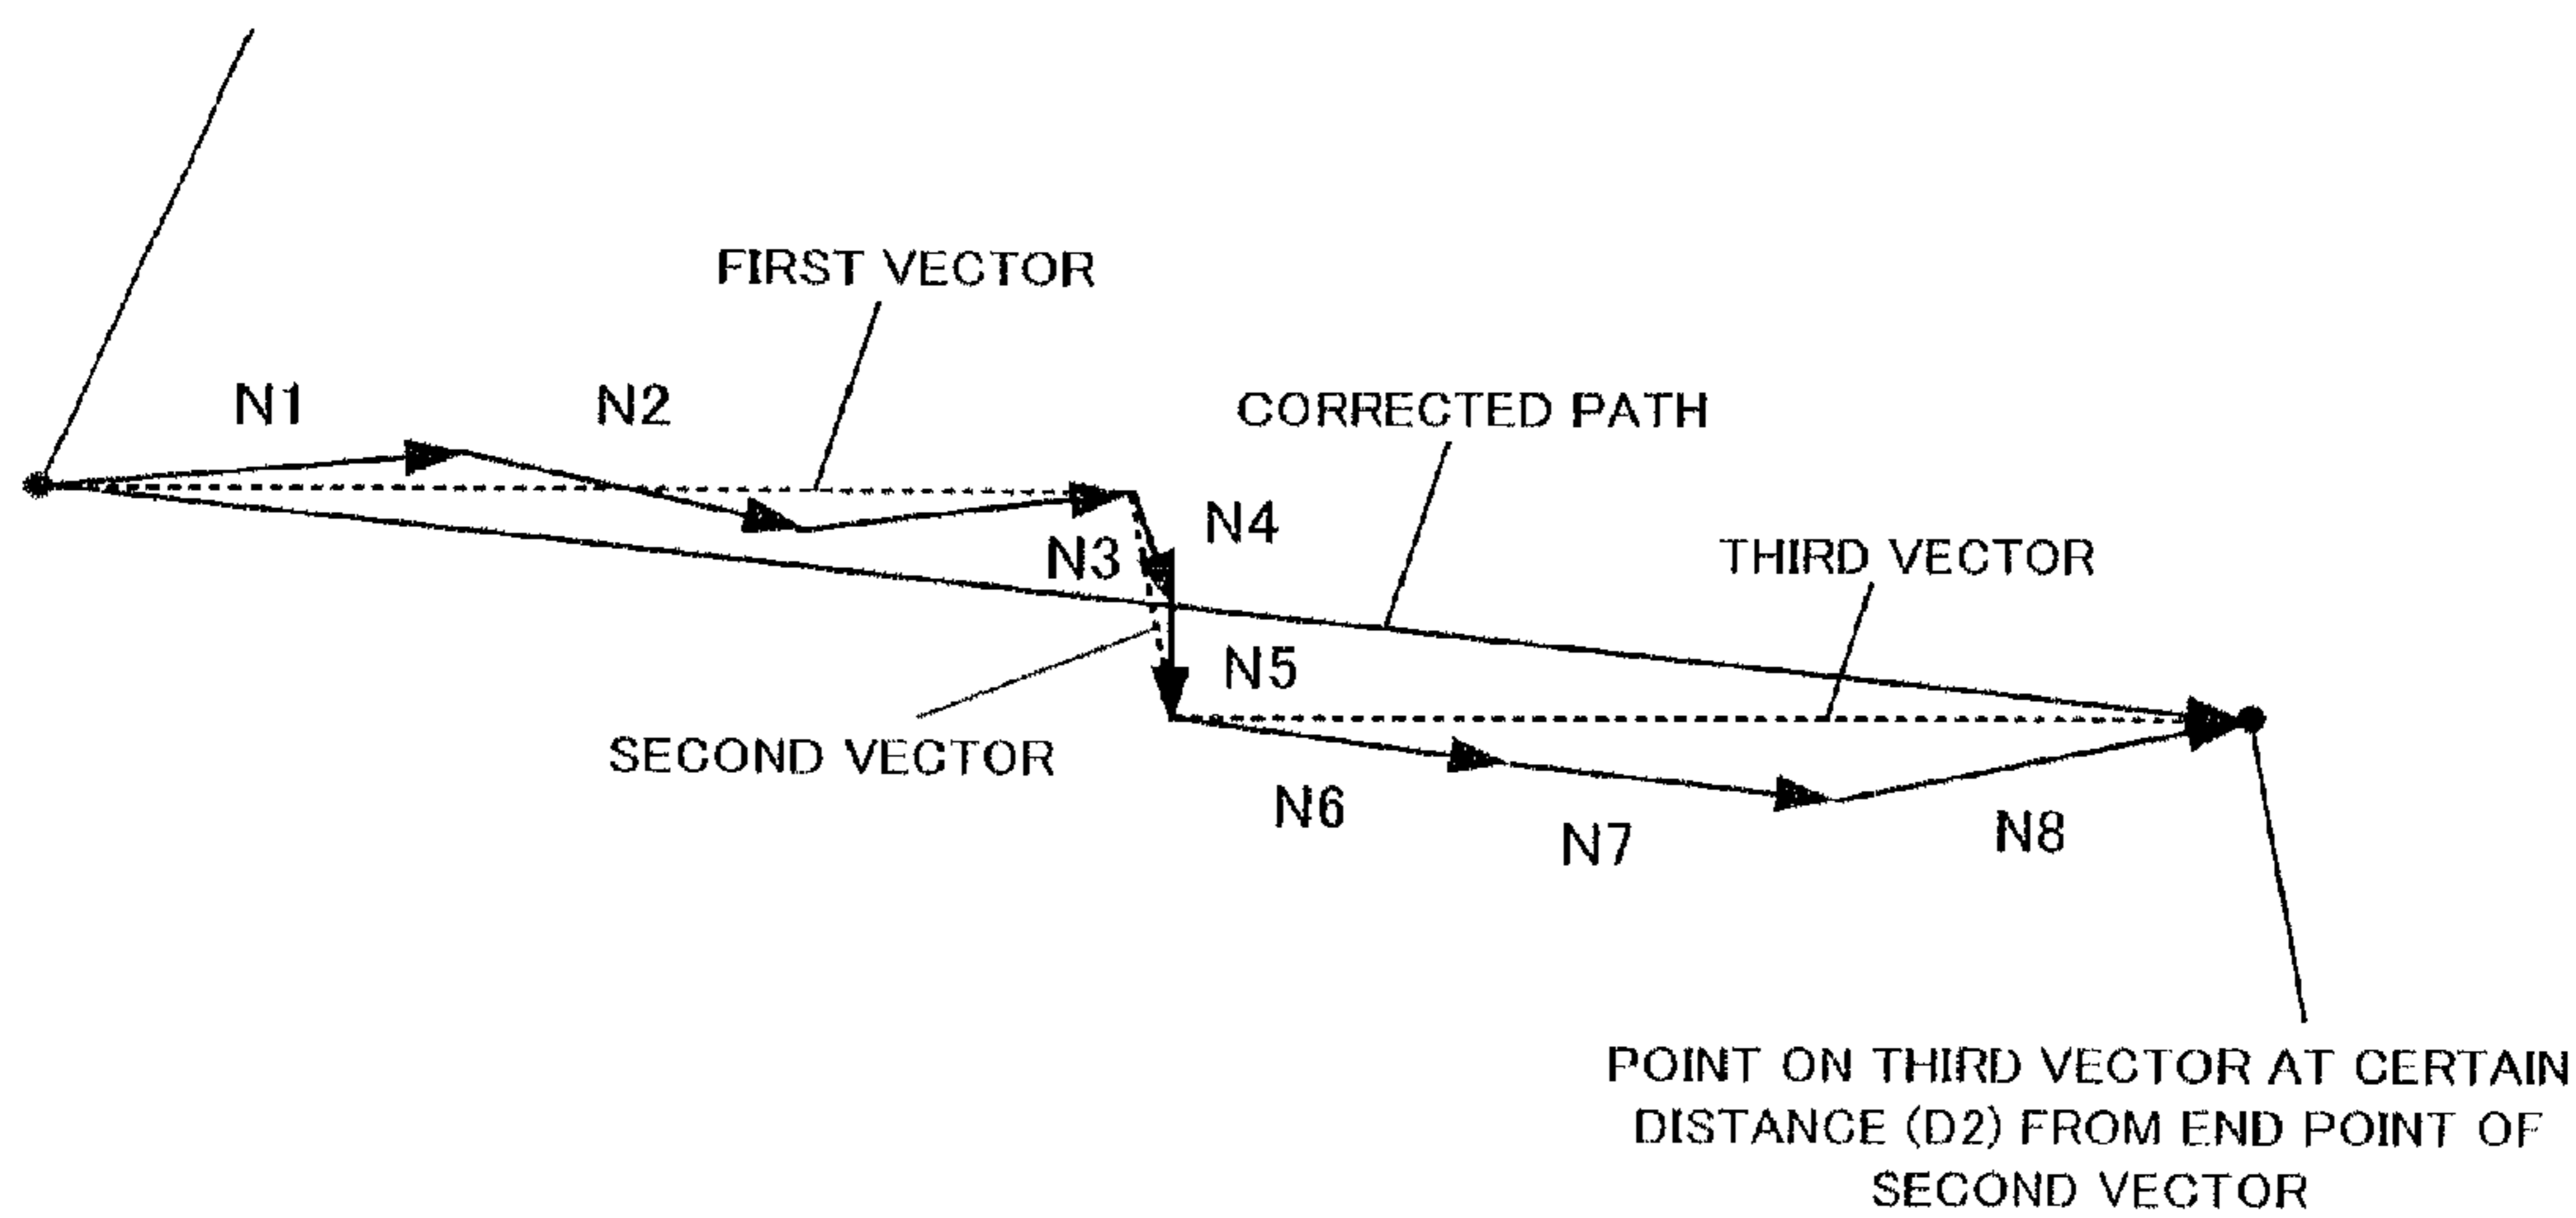 FIRST VECTOR
N1
N2
CORRECTED PATH
N4
N3
THIRD VECTOR
N5
SECOND VECTOR
N6
N7
N8
POINT ON THIRD VECTOR AT CERTAIN
DISTANCE (D2) FROM END POINT OF
SECOND VECTOR